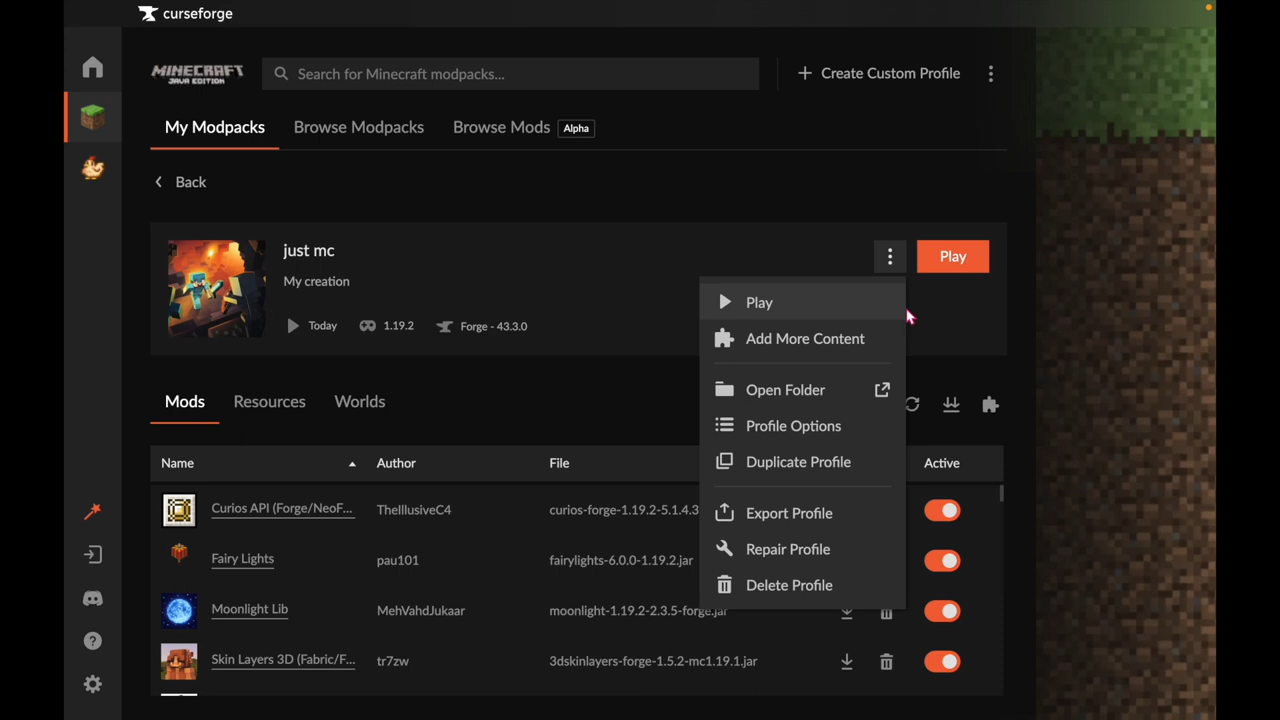 curseforge
MINECRAFT
JAVA EDITION
Search for Minecraft modpacks...
Create Custom Profile
My Modpacks
Browse Modpacks
Browse Mods
Alpha
Back
just mc
My creation
Today
1.19.2
Forge - 43.3.0
Play
Play
Add More Content
Open Folder
Profile Options
Duplicate Profile
Export Profile
Repair Profile
Delete Profile
Mods
Resources
Worlds
Name
Author
File
Active
Curios API (Forge/NeoF...
TheIllusiveC4
curios-forge-1.19.2-5.1.4.3
Fairy Lights
pau101
fairylights-6.0.0-1.19.2.jar
Moonlight Lib
MehVahdJukaar
moonlight-1.19.2-2.3.5-forge.jar
Skin Layers 3D (Fabric/F...
tr7zw
3dskinlayers-forge-1.5.2-mc1.19.1.jar